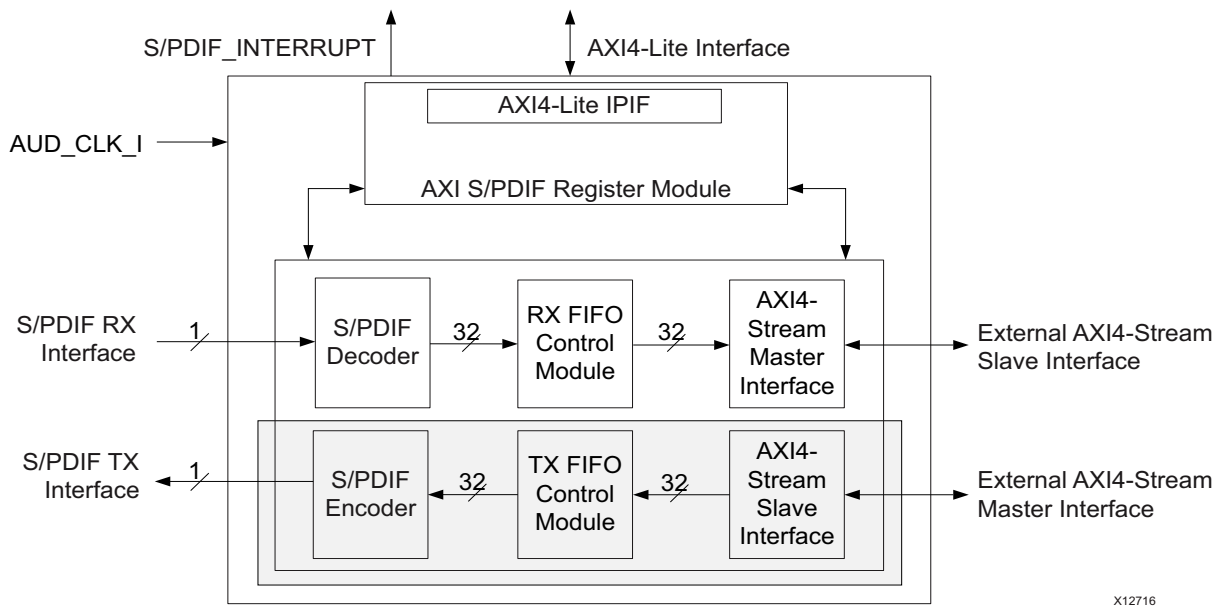 S/PDIF_INTERRUPT
AXI4-Lite Interface
AXI4-Lite IPIF
AUD_CLK_I
AXI S/PDIF Register Module
S/PDIF RX
Interface
1
S/PDIF
Decoder
32
RX FIFO
Control
Module
32
AXI4-
Stream
Master
Interface
External AXI4-Stream
Slave Interface
S/PDIF TX
Interface
1
S/PDIF
Encoder
32
TX FIFO
Control
Module
32
AXI4-
Stream
Slave
Interface
External AXI4-Stream
Master Interface
X12716